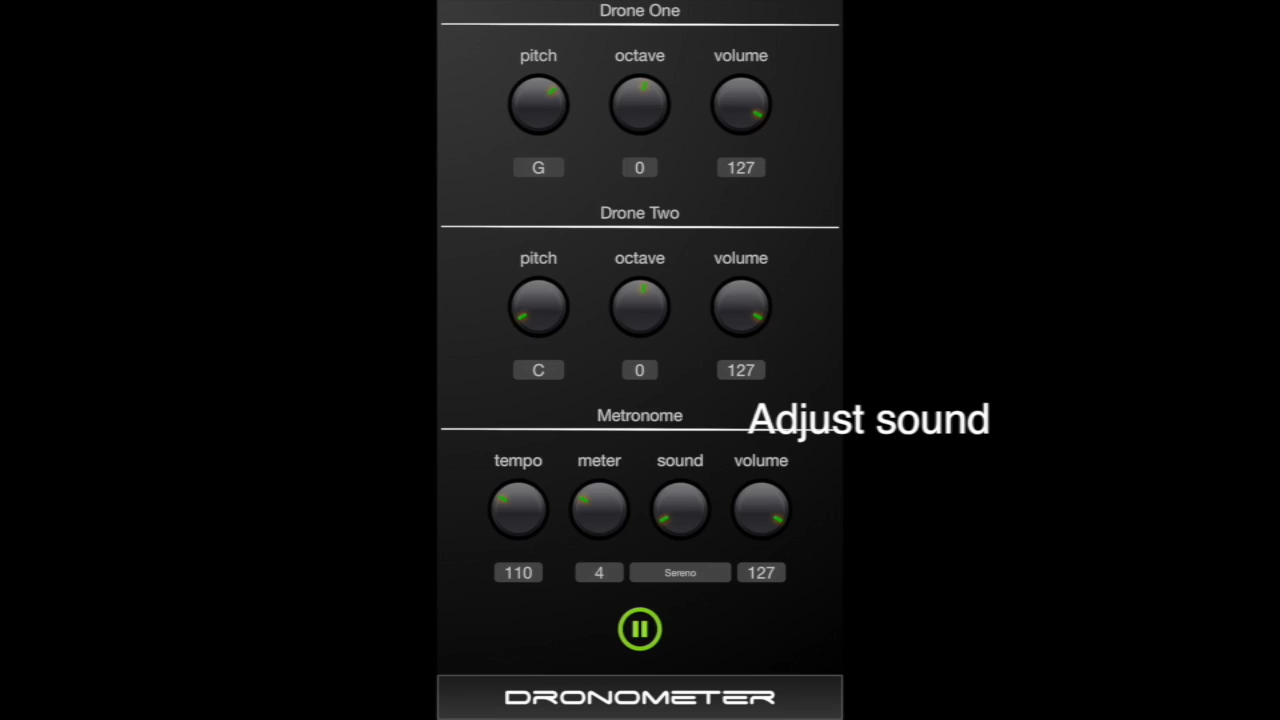 Drone One
pitch octave volume
G 0 127
Drone Two
pitch octave volume
C 0 127
Metronome
Adjust sound
tempo meter sound volume
110 4 Sereno 127
DRONOMETER